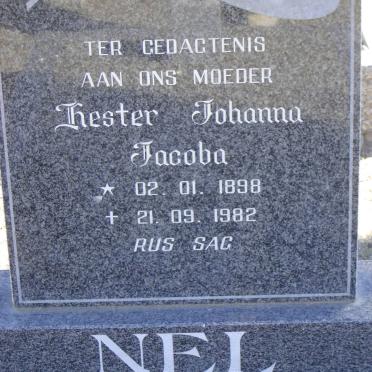 TER GEDAGTENIS
AAN ONS MOEDER
Hester Johanna
Jacoba
* 02. 01. 1898
+ 21. 09. 1982
RUS SAG
NEL